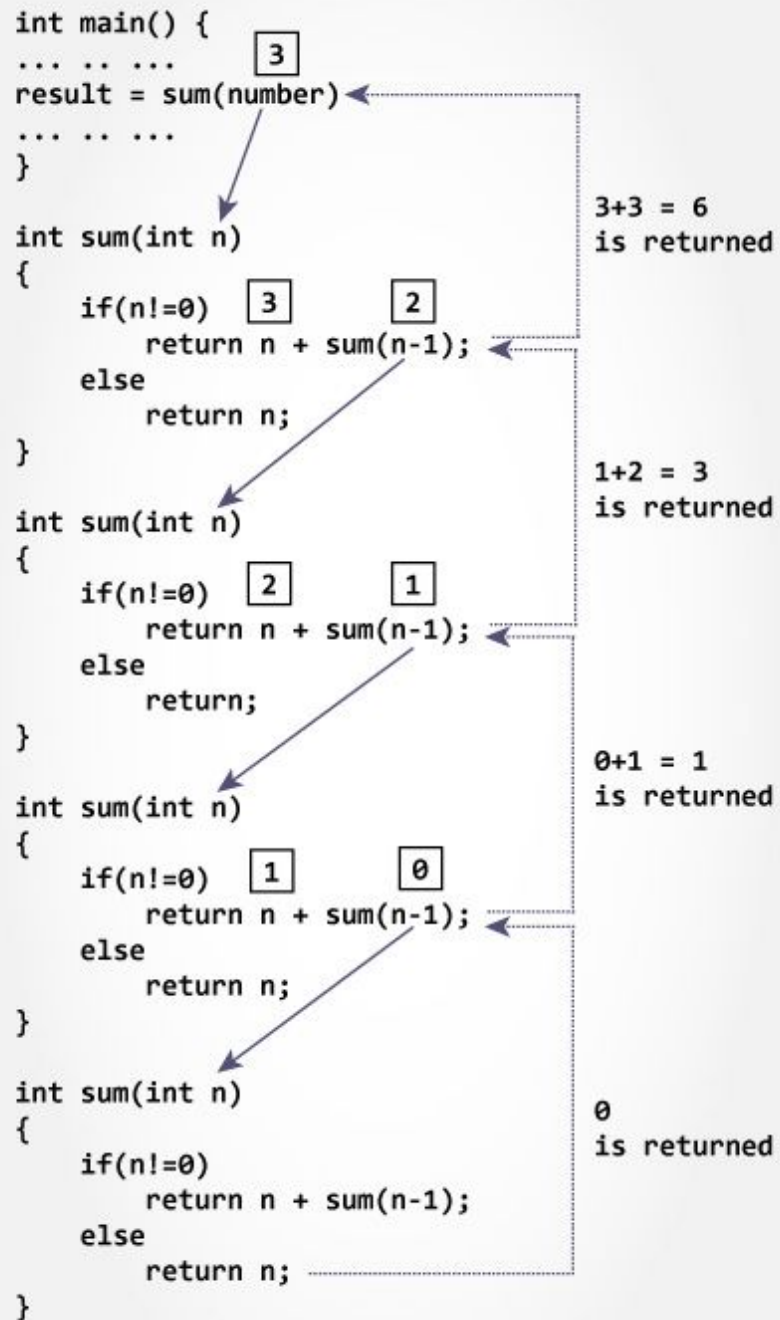 int main() {
... .. ...
3
result = sum(number)
... .. ...
}
3+3 = 6
is returned
int sum(int n)
{
if(n!=0)
3
2
return n + sum(n-1);
else
return n;
}
1+2 = 3
is returned
int sum(int n)
{
if(n!=0)
2
1
return n + sum(n-1);
else
return;
}
0+1 = 1
is returned
int sum(int n)
{
if(n!=0)
1
0
return n + sum(n-1);
else
return n;
}
int sum(int n)
{
0
is returned
if(n!=0)
return n + sum(n-1);
else
return n;
}